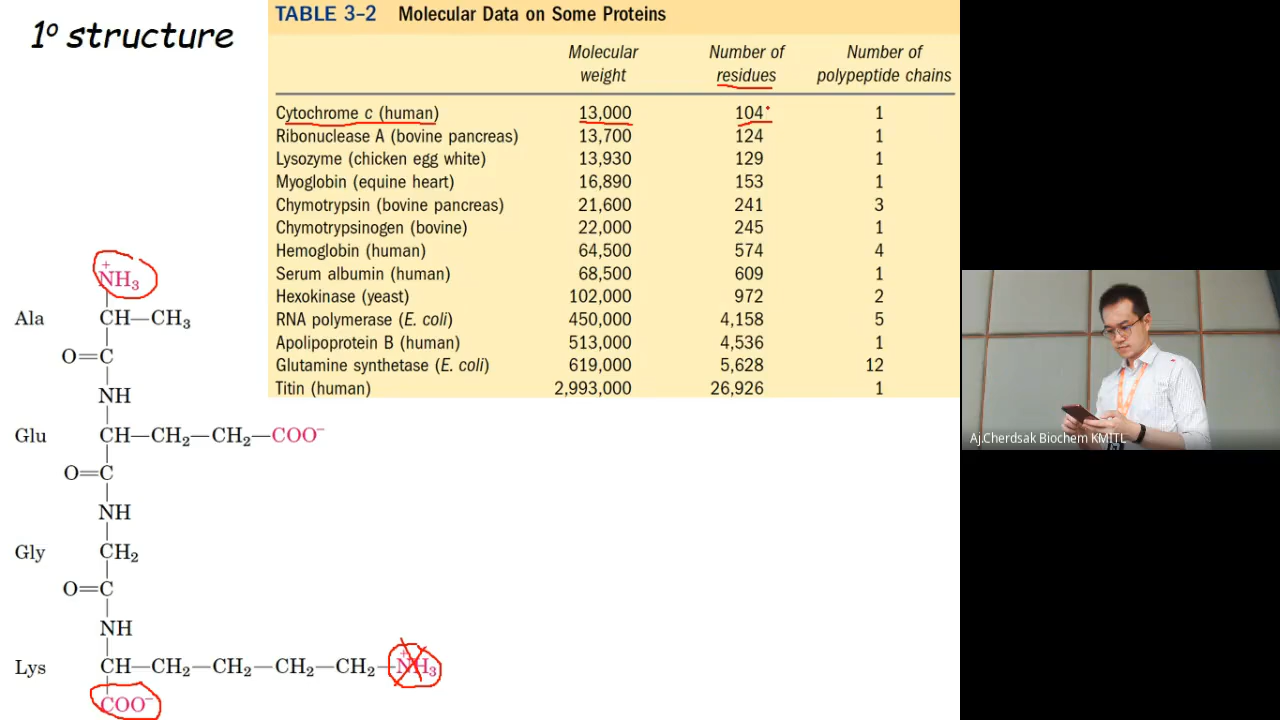 1º structure
TABLE 3–2 Molecular Data on Some Proteins
Molecular weight Number of residues Number of polypeptide chains
Cytochrome c (human) 13,000 104 1
Ribonuclease A (bovine pancreas) 13,700 124 1
Lysozyme (chicken egg white) 13,930 129 1
Myoglobin (equine heart) 16,890 153 1
Chymotrypsin (bovine pancreas) 21,600 241 3
Chymotrypsinogen (bovine) 22,000 245 1
Hemoglobin (human) 64,500 574 4
Serum albumin (human) 68,500 609 1
Hexokinase (yeast) 102,000 972 2
RNA polymerase (E. coli) 450,000 4,158 5
Apolipoprotein B (human) 513,000 4,536 1
Glutamine synthetase (E. coli) 619,000 5,628 12
Titin (human) 2,993,000 26,926 1
+
NH₃
Ala CH—CH₃
O=C
NH
Glu CH—CH₂—CH₂—COO⁻
O=C
NH
Gly CH₂
O=C
NH
Lys CH—CH₂—CH₂—CH₂—CH₂—N⁺H₃
COO⁻
Aj.Cherdsak Biochem KMITL